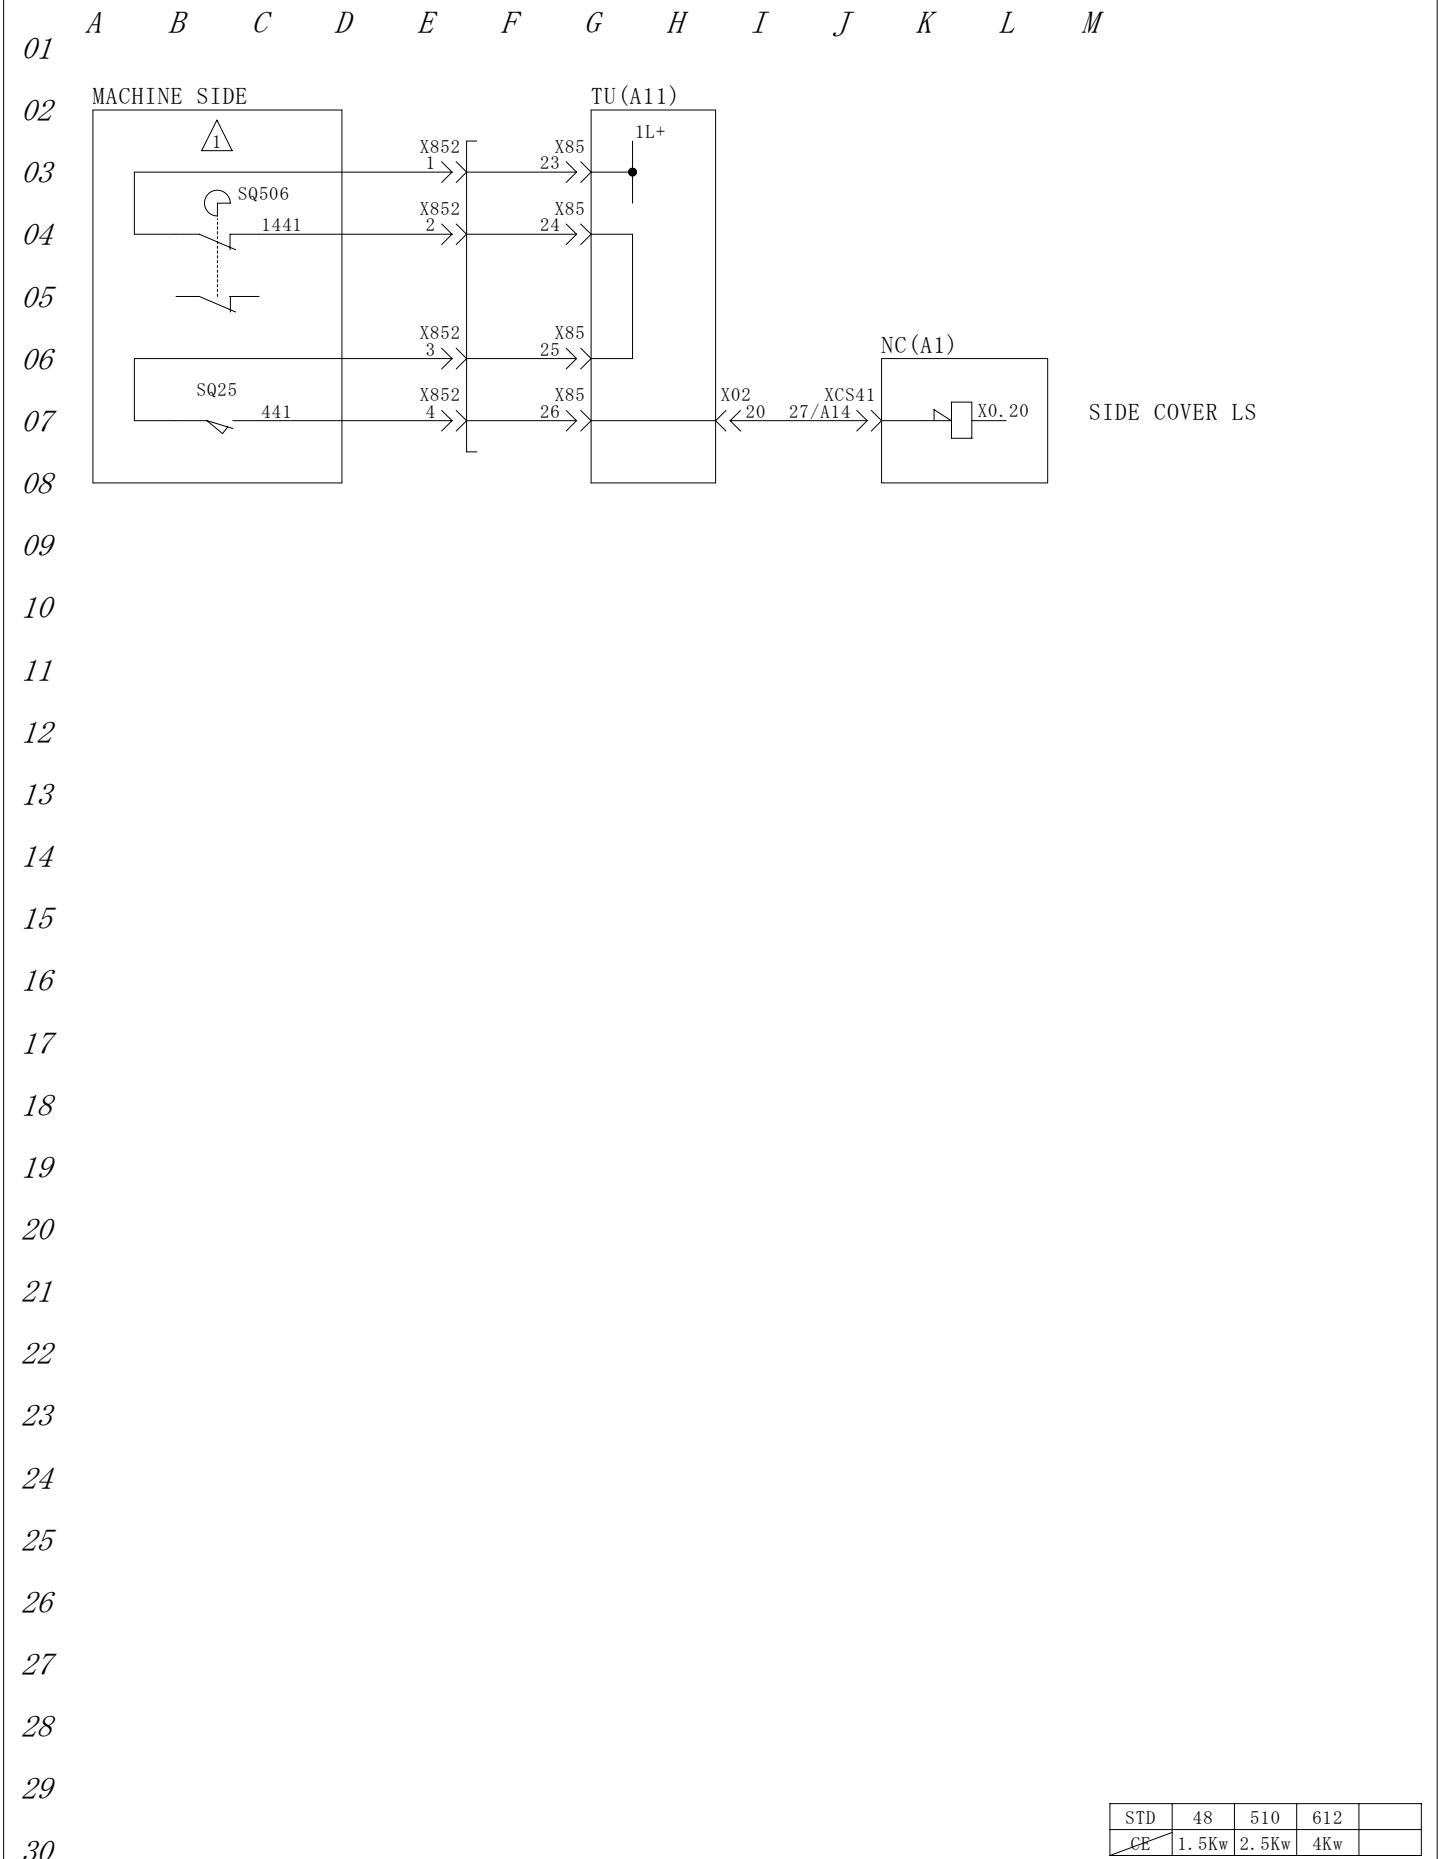 A B C D E F G H I J K L M
01
MACHINE SIDE TU(A11)
02
1 1L+
X852 X85
03 1 23
SQ506
X852 X85
04 1441 2 24
05
X852 X85
06 3 25 NC(A1)
SQ25 X852 X85 X02 XCS41
07 441 4 26 20 27/A14 X0.20 SIDE COVER LS
08
09
10
11
12
13
14
15
16
17
18
19
20
21
22
23
24
25
26
27
28
29
STD 48 510 612
30 CE 1.5Kw 2.5Kw 4Kw